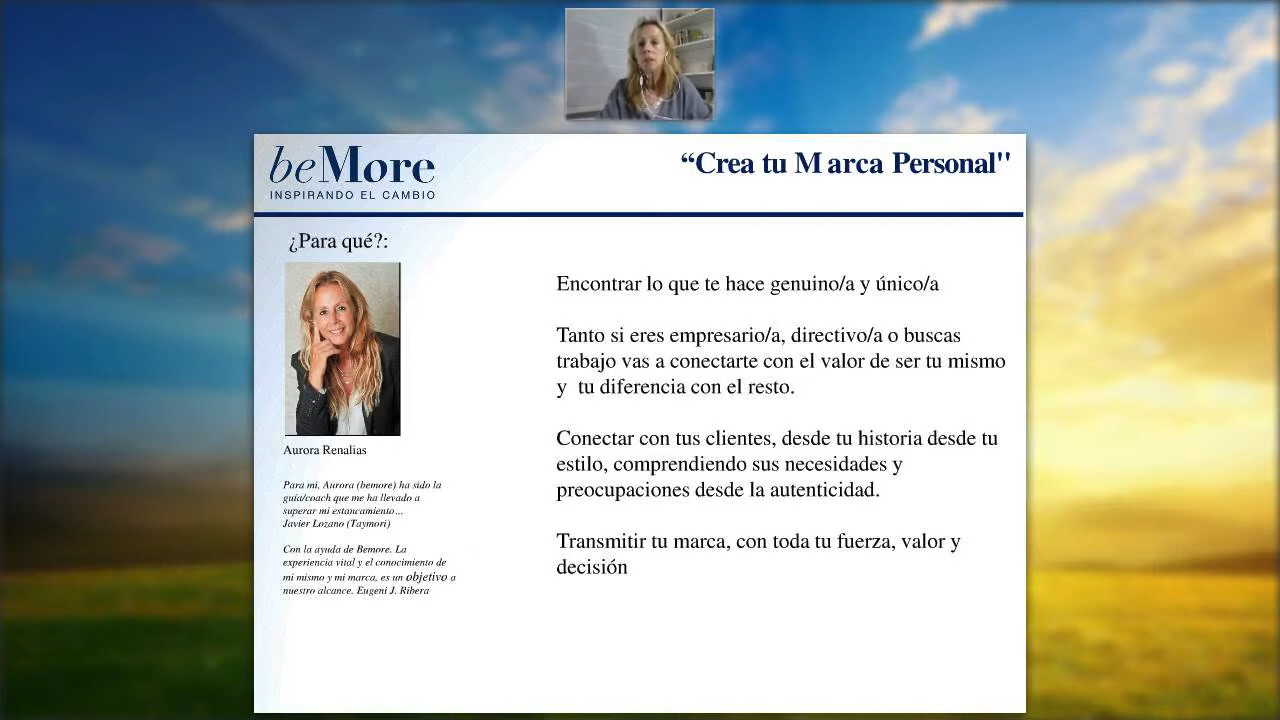 beMore
INSPIRANDO EL CAMBIO
“Crea tu Marca Personal"
¿Para qué?:
Aurora Renalias
Para mi, Aurora (bemore) ha sido la
guia/coach que me ha llevado a
superar mi estancamiento...
Javier Lozano (Taymori)
Con la ayuda de Bemore. La
experiencia vital y el conocimiento de
mi mismo y mi marca, es un objetivo a
nuestro alcance. Eugeni J. Ribera
Encontrar lo que te hace genuino/a y único/a
Tanto si eres empresario/a, directivo/a o buscas
trabajo vas a conectarte con el valor de ser tu mismo
y tu diferencia con el resto.
Conectar con tus clientes, desde tu historia desde tu
estilo, comprendiendo sus necesidades y
preocupaciones desde la autenticidad.
Transmitir tu marca, con toda tu fuerza, valor y
decisión